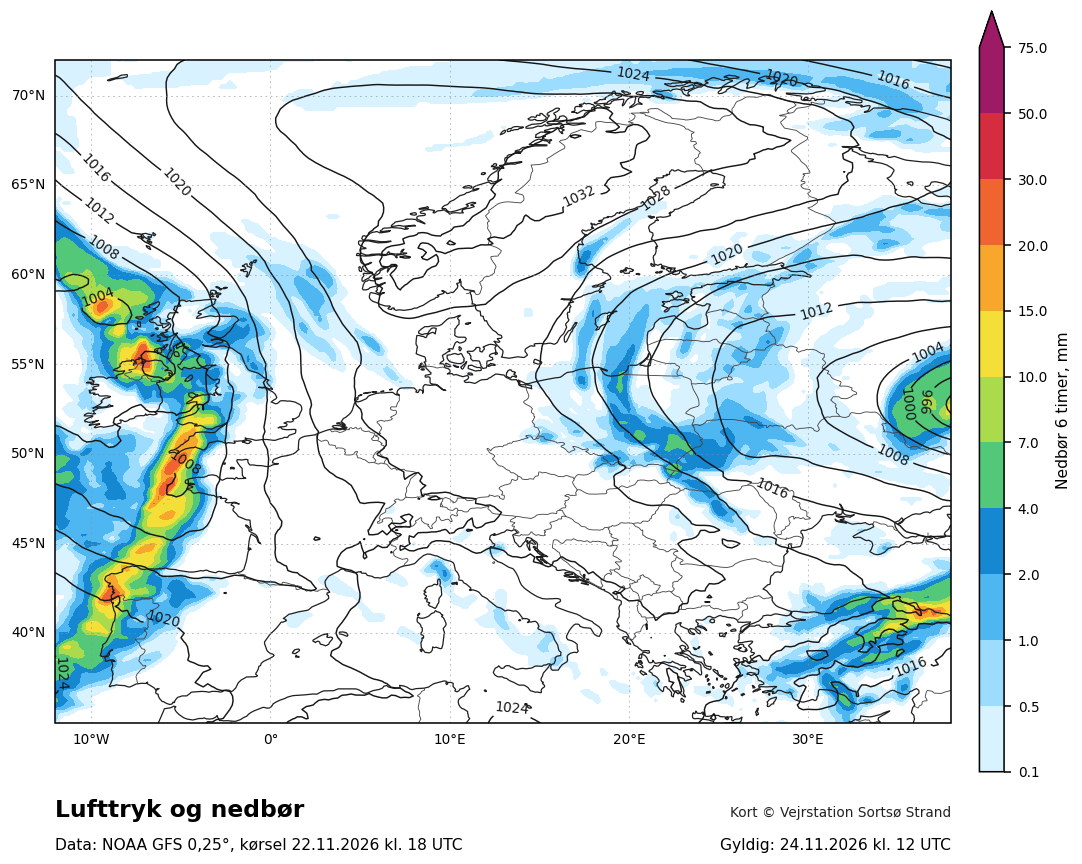 75.0
50.0
30.0
20.0
15.0
10.0
7.0
4.0
2.0
1.0
0.5
0.1
Nedbør 6 timer, mm
70°N
65°N
60°N
55°N
50°N
45°N
40°N
10°W
0°
10°E
20°E
30°E
1024
1020
1016
1016
1020
1012
1008
1004
1032
1028
1020
1012
1004
1000
996
1008
1008
1016
1020
1024
1016
1024
Lufttryk og nedbør
Kort © Vejrstation Sortsø Strand
Data: NOAA GFS 0,25°, kørsel 22.11.2026 kl. 18 UTC
Gyldig: 24.11.2026 kl. 12 UTC